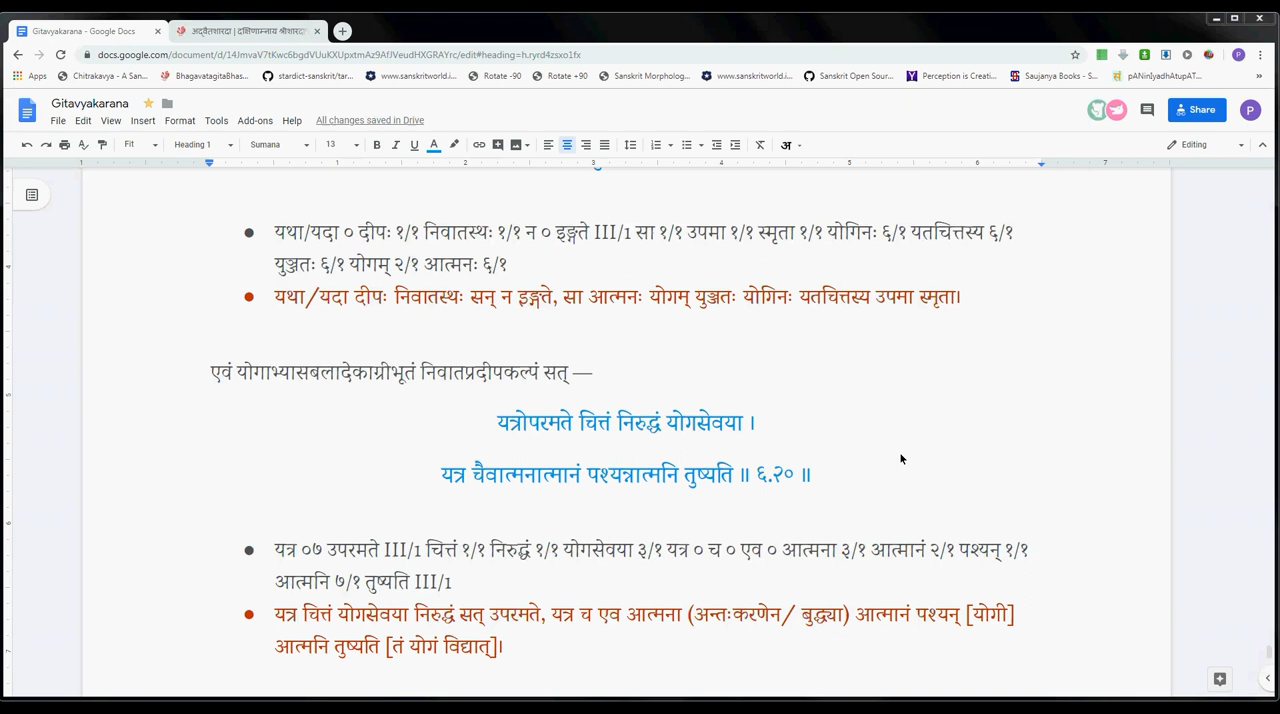 Gitavyakarana - Google Docs
अद्वैतशारदा | दक्षिणाम्नाय श्रीशारदा
docs.google.com/document/d/14JmvaV7tKwc6bgdVUuKXUpxtmAz9AfJVeudHXGRAYrc/edit#heading=h.ryrd4zsxo1fx
Apps Chitrakavya - A San... BhagavatagitaBhas... stardict-sanskrit/tar... www.sanskritworld.i... Rotate -90 Rotate +90 Sanskrit Morpholog... www.sanskritworld.i... Sanskrit Open Sour... Perception is Creati... Saujanya Books - S... pANinIyadhAtupAT... »
Gitavyakarana
File Edit View Insert Format Tools Add-ons Help All changes saved in Drive
Share
P
Fit Heading 1 Sumana 13 B I U A अ Editing
1 1 2 3 4 5 6 7
यथा/यदा ० दीपः १/१ निवातस्थः १/१ न ० इङ्गते III/1 सा १/१ उपमा १/१ स्मृता १/१ योगिनः ६/१ यतचित्तस्य ६/१
युञ्जतः ६/१ योगम् २/१ आत्मनः ६/१
यथा/यदा दीपः निवातस्थः सन् न इङ्गते, सा आत्मनः योगम् युञ्जतः योगिनः यतचित्तस्य उपमा स्मृता।
एवं योगाभ्यासबलादेकाग्रीभूतं निवातप्रदीपकल्पं सत् —
यत्रोपरमते चित्तं निरुद्धं योगसेवया ।
यत्र चैवात्मनात्मानं पश्यन्नात्मनि तुष्यति ॥ ६.२० ॥
यत्र ०७ उपरमते III/1 चित्तं १/१ निरुद्धं १/१ योगसेवया ३/१ यत्र ० च ० एव ० आत्मना ३/१ आत्मानं २/१ पश्यन् १/१
आत्मनि ७/१ तुष्यति III/1
यत्र चित्तं योगसेवया निरुद्धं सत् उपरमते, यत्र च एव आत्मना (अन्तःकरणेन/ बुद्ध्या) आत्मानं पश्यन् [योगी]
आत्मनि तुष्यति [तं योगं विद्यात्]।